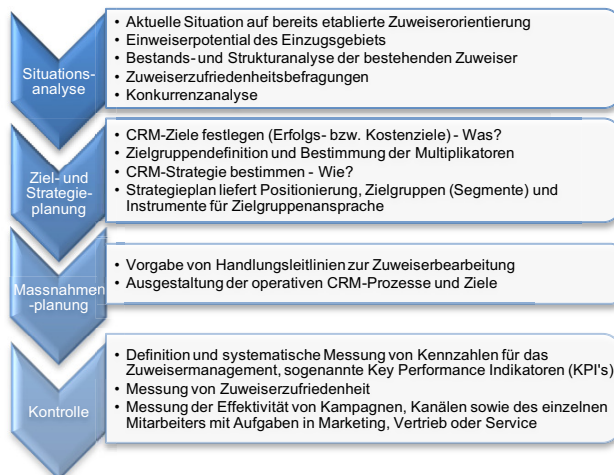 Situations-
analyse
• Aktuelle Situation auf bereits etablierte Zuweiserorientierung
• Einweiserpotential des Einzugsgebiets
• Bestands- und Strukturanalyse der bestehenden Zuweiser
• Zuweiserzufriedenheitsbefragungen
• Konkurrenzanalyse
Ziel- und
Strategie-
planung
• CRM-Ziele festlegen (Erfolgs- bzw. Kostenziele) - Was?
• Zielgruppendefinition und Bestimmung der Multiplikatoren
• CRM-Strategie bestimmen - Wie?
• Strategieplan liefert Positionierung, Zielgruppen (Segmente) und
Instrumente für Zielgruppenansprache
Massnahmen
-planung
• Vorgabe von Handlungsleitlinien zur Zuweiserbearbeitung
• Ausgestaltung der operativen CRM-Prozesse und Ziele
Kontrolle
• Definition und systematische Messung von Kennzahlen für das
Zuweisermanagement, sogenannte Key Performance Indikatoren (KPI's)
• Messung von Zuweiserzufriedenheit
• Messung der Effektivität von Kampagnen, Kanälen sowie des einzelnen
Mitarbeiters mit Aufgaben in Marketing, Vertrieb oder Service